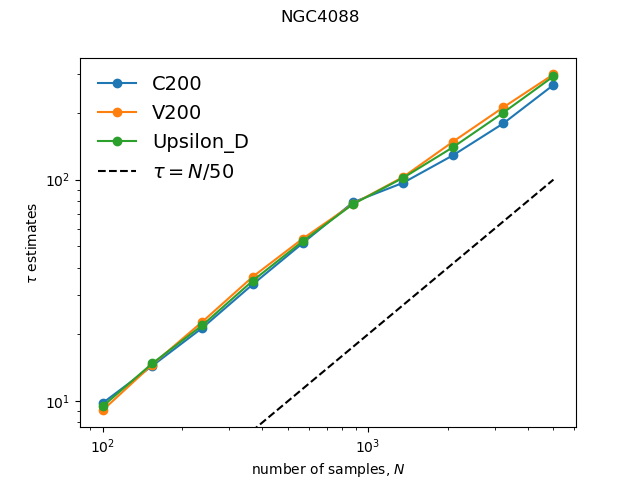 NGC4088
C200
V200
Upsilon_D
τ = N/50
τ estimates
10²
10¹
10²
10³
number of samples, N